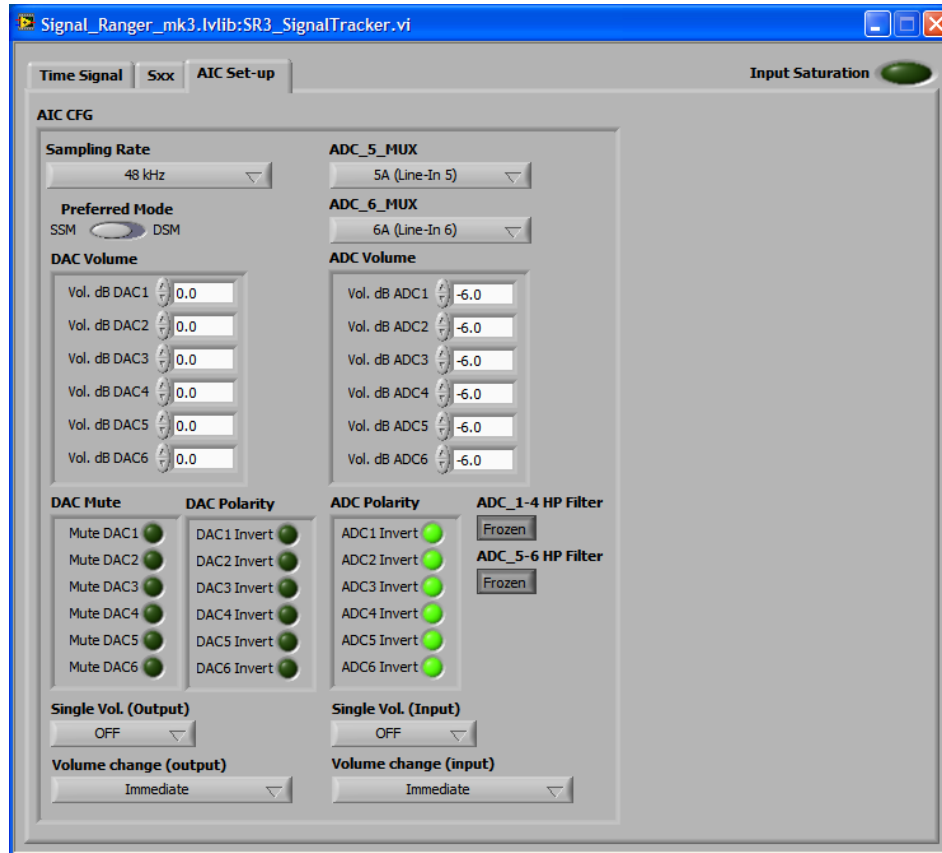 Signal_Ranger_mk3.lvlib:SR3_SignalTracker.vi
Time Signal
Sxx
AIC Set-up
Input Saturation
AIC CFG
Sampling Rate
48 kHz
Preferred Mode
SSM DSM
ADC_5_MUX
5A (Line-In 5)
ADC_6_MUX
6A (Line-In 6)
DAC Volume
Vol. dB DAC1 0.0
Vol. dB DAC2 0.0
Vol. dB DAC3 0.0
Vol. dB DAC4 0.0
Vol. dB DAC5 0.0
Vol. dB DAC6 0.0
ADC Volume
Vol. dB ADC1 -6.0
Vol. dB ADC2 -6.0
Vol. dB ADC3 -6.0
Vol. dB ADC4 -6.0
Vol. dB ADC5 -6.0
Vol. dB ADC6 -6.0
DAC Mute
Mute DAC1
Mute DAC2
Mute DAC3
Mute DAC4
Mute DAC5
Mute DAC6
DAC Polarity
DAC1 Invert
DAC2 Invert
DAC3 Invert
DAC4 Invert
DAC5 Invert
DAC6 Invert
ADC Polarity
ADC1 Invert
ADC2 Invert
ADC3 Invert
ADC4 Invert
ADC5 Invert
ADC6 Invert
ADC_1-4 HP Filter
Frozen
ADC_5-6 HP Filter
Frozen
Single Vol. (Output)
OFF
Volume change (output)
Immediate
Single Vol. (Input)
OFF
Volume change (input)
Immediate